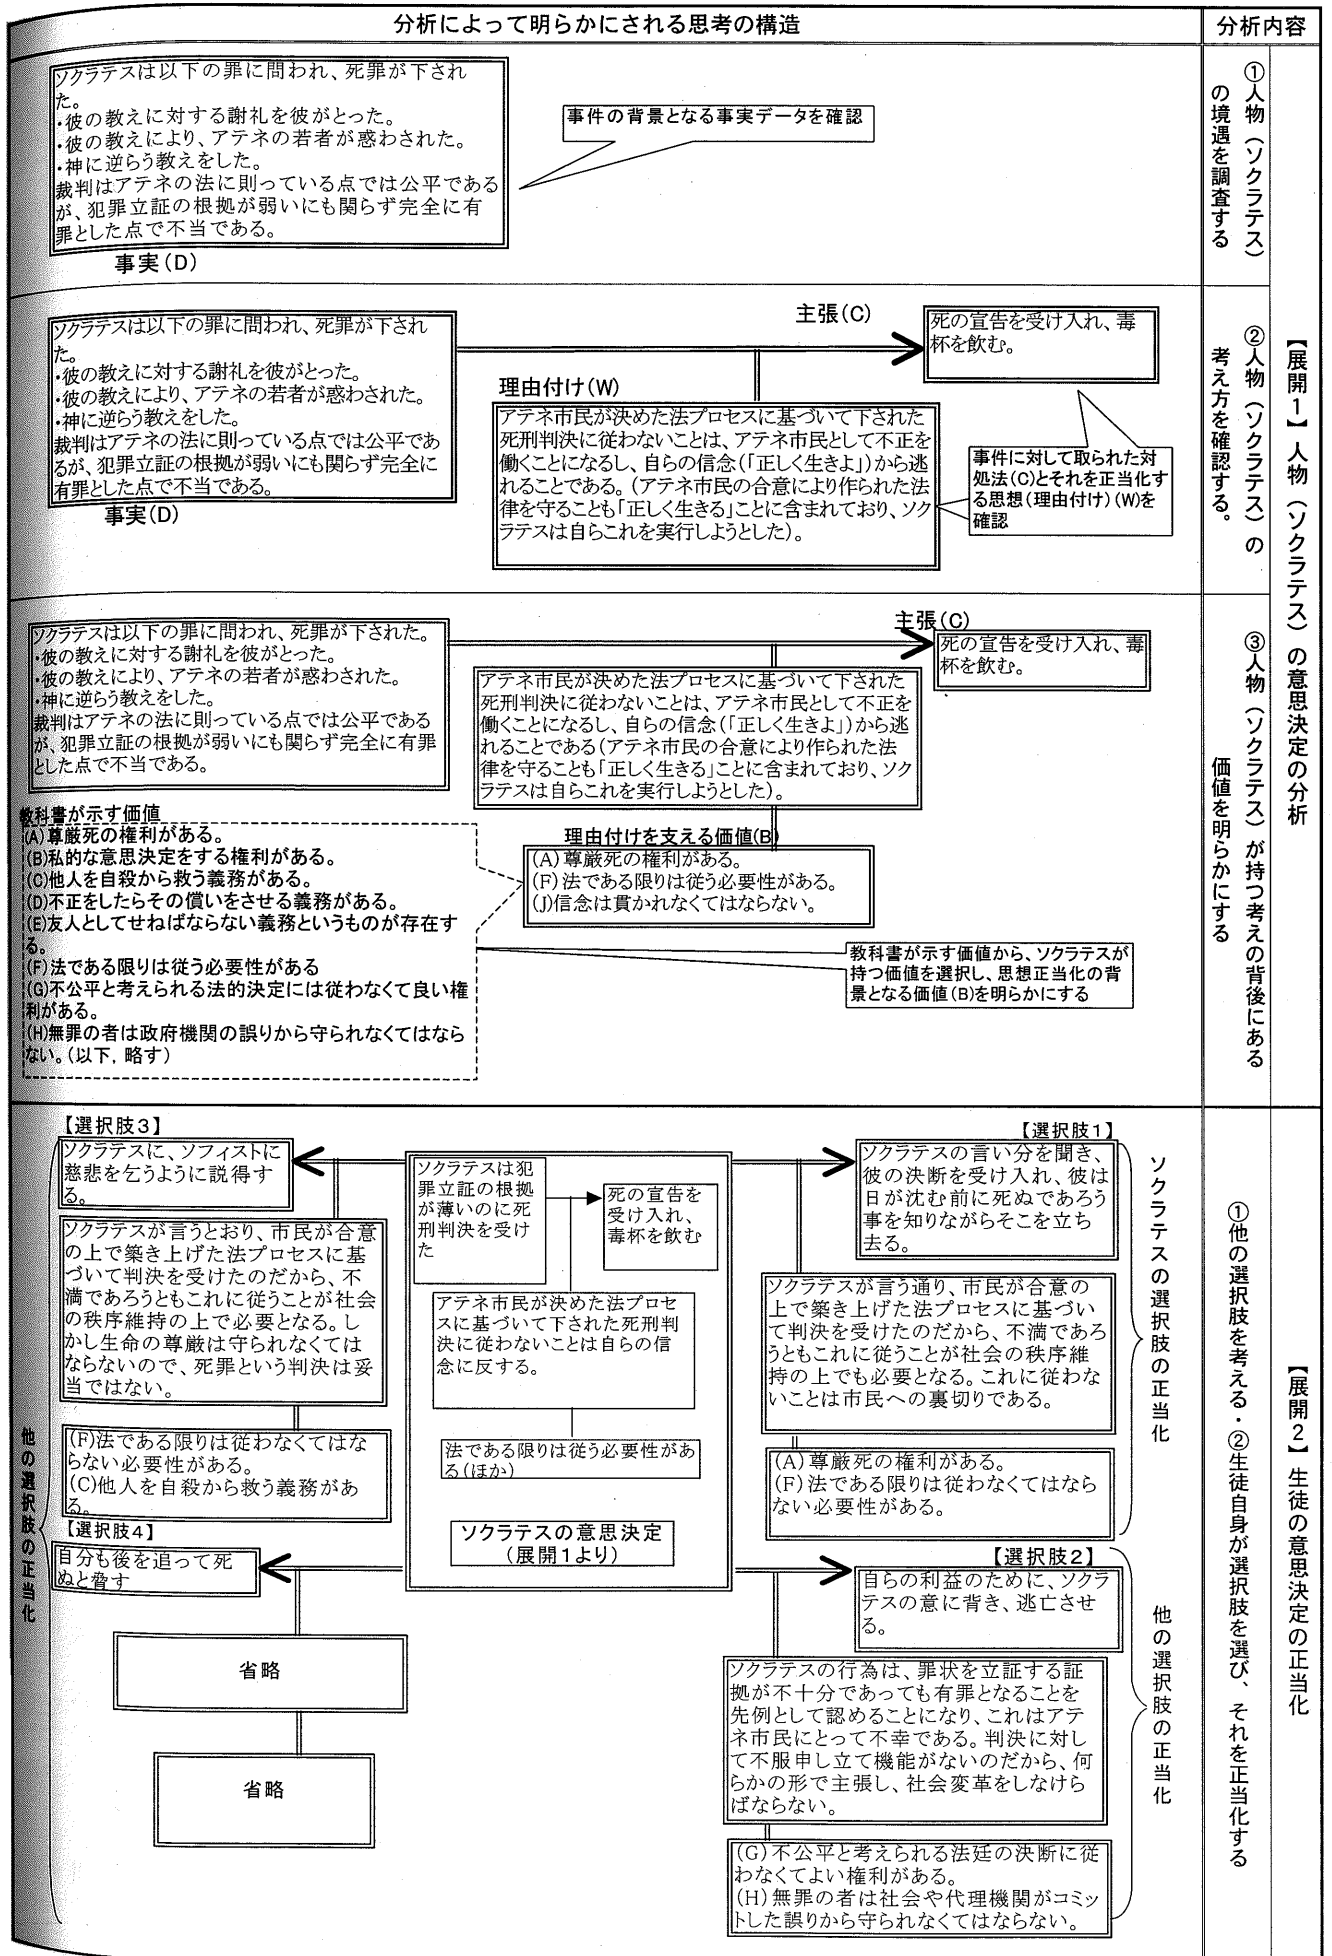 分析によって明らかにされる思考の構造
分析内容
【展開1】人物（ソクラテス）の意思決定の分析
①人物（ソクラテス）
の境遇を調査する
ソクラテスは以下の罪に問われ、死罪が下され
た。
・彼の教えに対する謝礼を彼がとった。
・彼の教えにより、アテネの若者が惑わされた。
・神に逆らう教えをした。
裁判はアテネの法に則っている点では公平である
が、犯罪立証の根拠が弱いにも関らず完全に有
罪とした点で不当である。
事実(D)
事件の背景となる事実データを確認
②人物（ソクラテス）の
考え方を確認する。
ソクラテスは以下の罪に問われ、死罪が下され
た。
・彼の教えに対する謝礼を彼がとった。
・彼の教えにより、アテネの若者が惑わされた。
・神に逆らう教えをした。
裁判はアテネの法に則っている点では公平であ
るが、犯罪立証の根拠が弱いにも関らず完全に
有罪とした点で不当である。
事実(D)
主張(C)
死の宣告を受け入れ、毒
杯を飲む。
理由付け(W)
アテネ市民が決めた法プロセスに基づいて下された
死刑判決に従わないことは、アテネ市民として不正を
働くことになるし、自らの信念(「正しく生きよ」)から逃
れることである。(アテネ市民の合意により作られた法
律を守ることも「正しく生きる」ことに含まれており、ソク
ラテスは自らこれを実行しようとした)。
事件に対して取られた対
処法(C)とそれを正当化す
る思想(理由付け)(W)を
確認
③人物（ソクラテス）が持つ考えの背後にある
価値を明らかにする
ソクラテスは以下の罪に問われ、死罪が下された。
・彼の教えに対する謝礼を彼がとった。
・彼の教えにより、アテネの若者が惑わされた。
・神に逆らう教えをした。
裁判はアテネの法に則っている点では公平である
が、犯罪立証の根拠が弱いにも関らず完全に有罪
とした点で不当である。
主張(C)
死の宣告を受け入れ、毒
杯を飲む。
アテネ市民が決めた法プロセスに基づいて下された
死刑判決に従わないことは、アテネ市民として不正を
働くことになるし、自らの信念(「正しく生きよ」)から逃
れることである(アテネ市民の合意により作られた法
律を守ることも「正しく生きる」ことに含まれており、ソク
ラテスは自らこれを実行しようとした)。
教科書が示す価値
(A)尊厳死の権利がある。
(B)私的な意思決定をする権利がある。
(C)他人を自殺から救う義務がある。
(D)不正をしたらその償いをさせる義務がある。
(E)友人としてせねばならない義務というものが存在す
る。
(F)法である限りは従う必要性がある
(G)不公平と考えられる法的決定には従わなくて良い権
利がある。
(H)無罪の者は政府機関の誤りから守られなくてはなら
ない。(以下，略す)
理由付けを支える価値(B)
(A)尊厳死の権利がある。
(F)法である限りは従う必要性がある。
(J)信念は貫かれなくてはならない。
教科書が示す価値から、ソクラテスが
持つ価値を選択し、思想正当化の背
景となる価値(B)を明らかにする
【展開2】生徒の意思決定の正当化
①他の選択肢を考える・②生徒自身が選択肢を選び、それを正当化する
【選択肢3】
ソクラテスに、ソフィストに
慈悲を乞うように説得す
る。
ソクラテスが言うとおり、市民が合意
の上で築き上げた法プロセスに基
づいて判決を受けたのだから、不
満であろうともこれに従うことが社会
の秩序維持の上で必要となる。し
かし生命の尊厳は守られなくては
ならないので、死罪という判決は妥
当ではない。
(F)法である限りは従わなくてはな
らない必要性がある。
(C)他人を自殺から救う義務があ
る。
【選択肢4】
自分も後を追って死
ぬと脅す
省略
省略
他の選択肢の正当化
ソクラテスは犯
罪立証の根拠
が薄いのに死
刑判決を受け
た
死の宣告を
受け入れ、
毒杯を飲む
アテネ市民が決めた法プロセ
スに基づいて下された死刑判
決に従わないことは自らの信
念に反する。
法である限りは従う必要性があ
る(ほか)
ソクラテスの意思決定
(展開1より)
【選択肢1】
ソクラテスの言い分を聞き、
彼の決断を受け入れ、彼は
日が沈む前に死ぬであろう
事を知りながらそこを立ち
去る。
ソクラテスが言う通り、市民が合意の
上で築き上げた法プロセスに基づい
て判決を受けたのだから、不満であろ
うともこれに従うことが社会の秩序維
持の上でも必要となる。これに従わな
いことは市民への裏切りである。
(A)尊厳死の権利がある。
(F)法である限りは従わなくてはなら
ない必要性がある。
ソクラテスの選択肢の正当化
【選択肢2】
自らの利益のために、ソクラ
テスの意に背き、逃亡させ
る。
ソクラテスの行為は、罪状を立証する証
拠が不十分であっても有罪となることを
先例として認めることになり、これはアテ
ネ市民にとって不幸である。判決に対し
て不服申し立て機能がないのだから、何
らかの形で主張し、社会変革をしなけら
ばならない。
(G)不公平と考えられる法廷の決断に従
わなくてよい権利がある。
(H)無罪の者は社会や代理機関がコミッ
トした誤りから守られなくてはならない。
他の選択肢の正当化